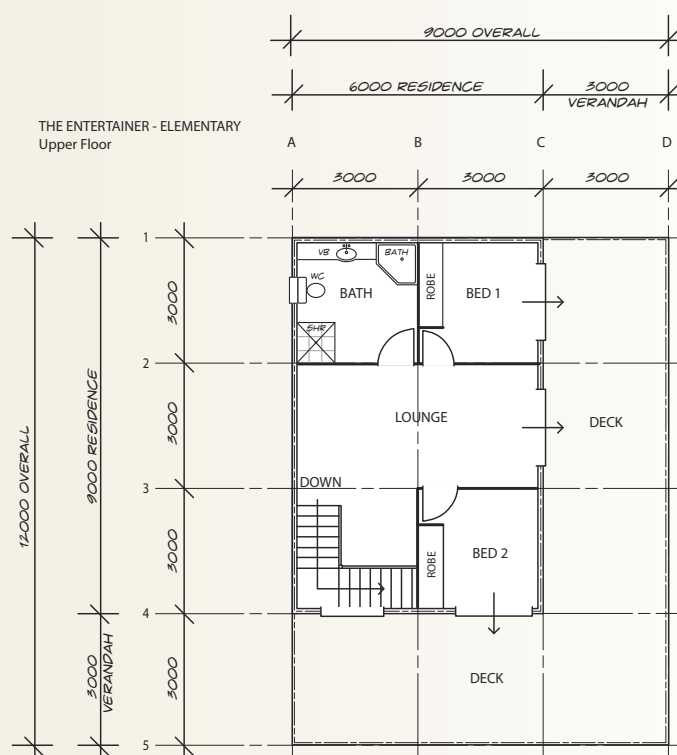 9000 OVERALL
6000 RESIDENCE
3000
VERANDAH
THE ENTERTAINER - ELEMENTARY
Upper Floor
A
B
C
D
3000
3000
3000
1
2
3
4
5
12000 OVERALL
9000 RESIDENCE
3000
VERANDAH
3000
3000
3000
3000
VB
BATH
WC
BATH
SHR
ROBE
BED 1
LOUNGE
DECK
DOWN
ROBE
BED 2
DECK